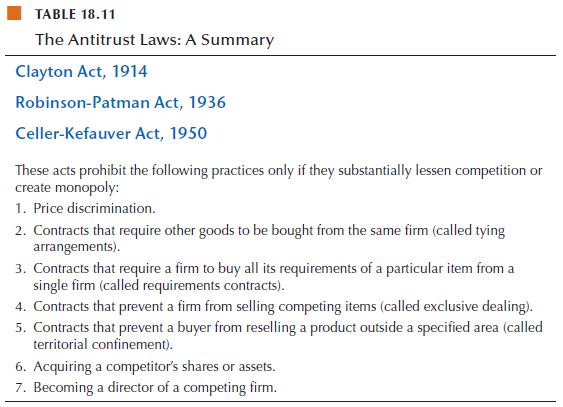 TABLE 18.11
The Antitrust Laws: A Summary
Clayton Act, 1914
Robinson-Patman Act, 1936
Celler-Kefauver Act, 1950
These acts prohibit the following practices only if they substantially lessen competition or
create monopoly:
1. Price discrimination.
2. Contracts that require other goods to be bought from the same firm (called tying
arrangements).
3. Contracts that require a firm to buy all its requirements of a particular item from a
single firm (called requirements contracts).
4. Contracts that prevent a firm from selling competing items (called exclusive dealing).
5. Contracts that prevent a buyer from reselling a product outside a specified area (called
territorial confinement).
6. Acquiring a competitor's shares or assets.
7. Becoming a director of a competing firm.